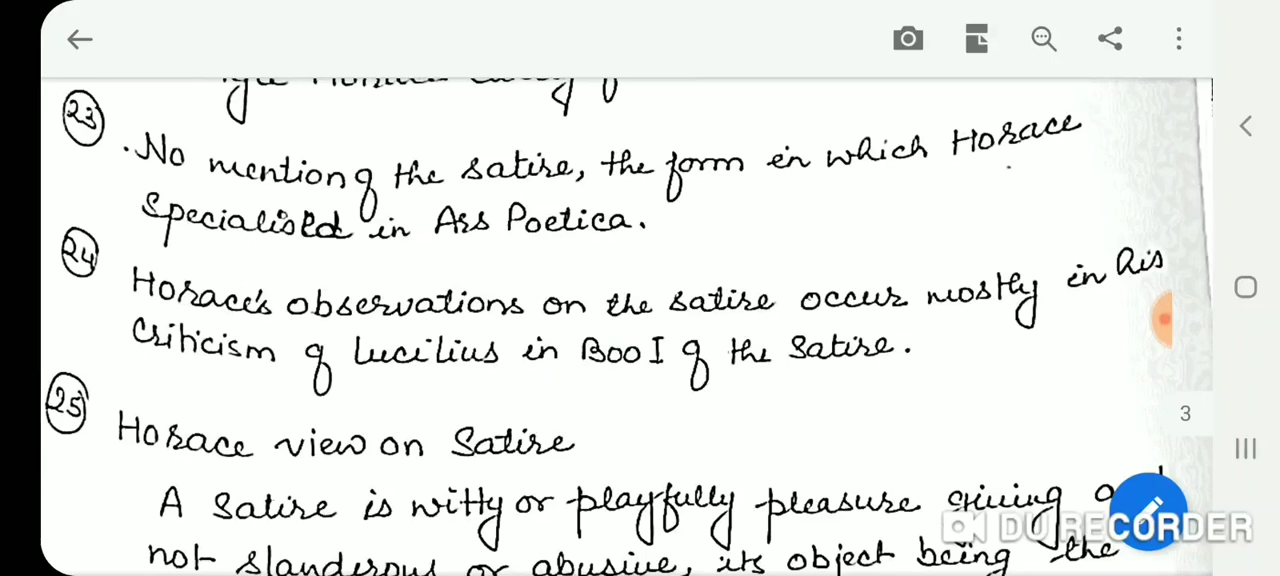 23
. No mention of the satire, the form in which Horace
specialised in Ars Poetica.
24
Horace's observations on the satire occur mostly in his
criticism of Lucilius in Boo I of the Satire.
25
Horace view on Satire
3
A satire is witty or playfully pleasure giving
not slanderous or abusive, its object being the
DU RECORDER